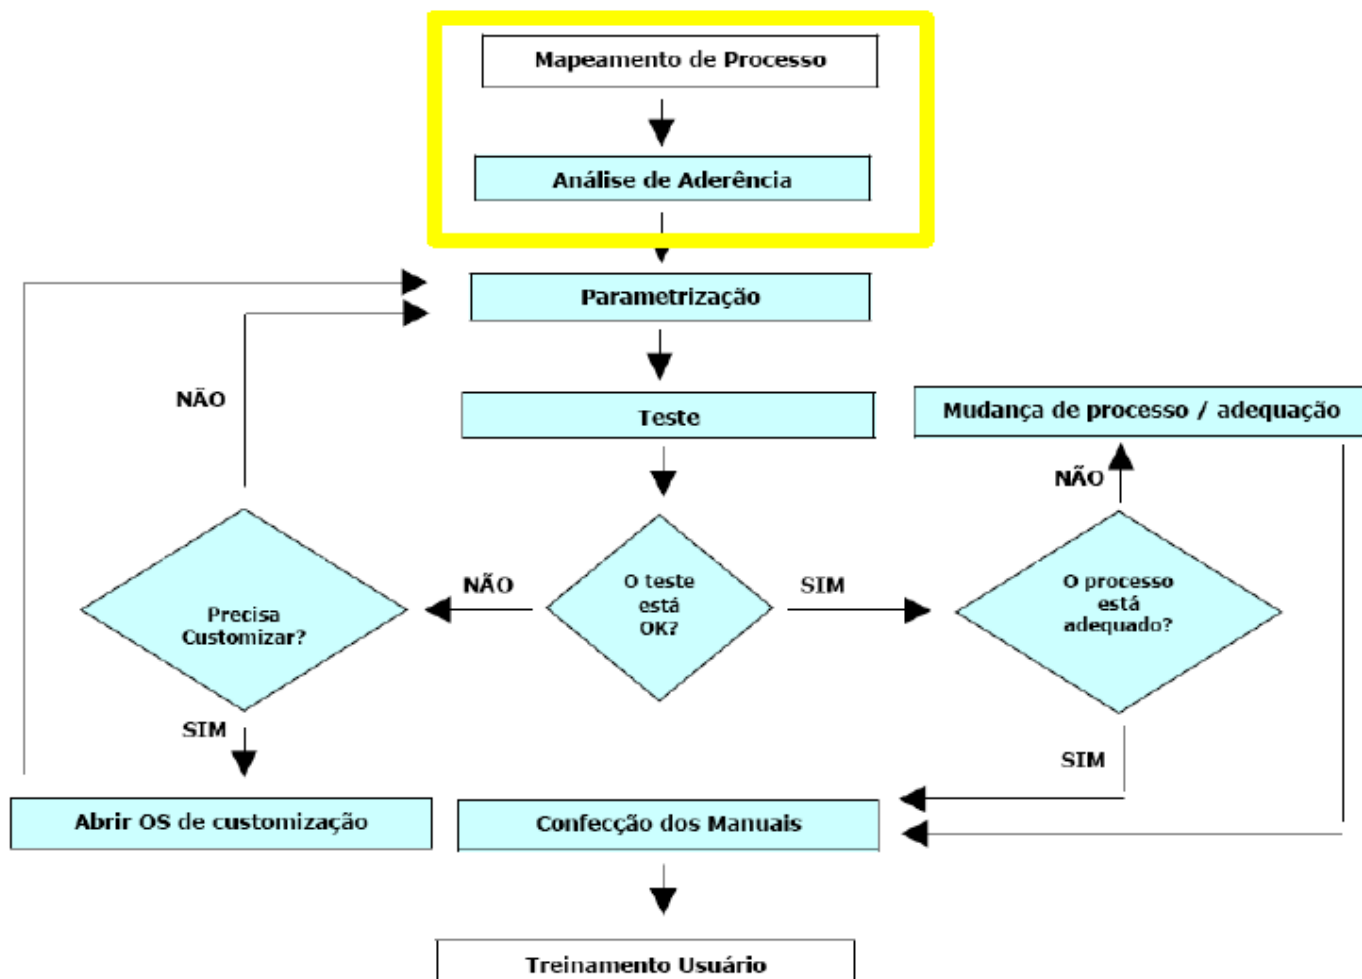 Mapeamento de Processo
Análise de Aderência
Parametrização
NÃO
Teste
Mudança de processo / adequação
NÃO
Precisa
Customizar?
NÃO
O teste
está
OK?
SIM
O processo
está
adequado?
SIM
SIM
Abrir OS de customização
Confecção dos Manuais
Treinamento Usuário